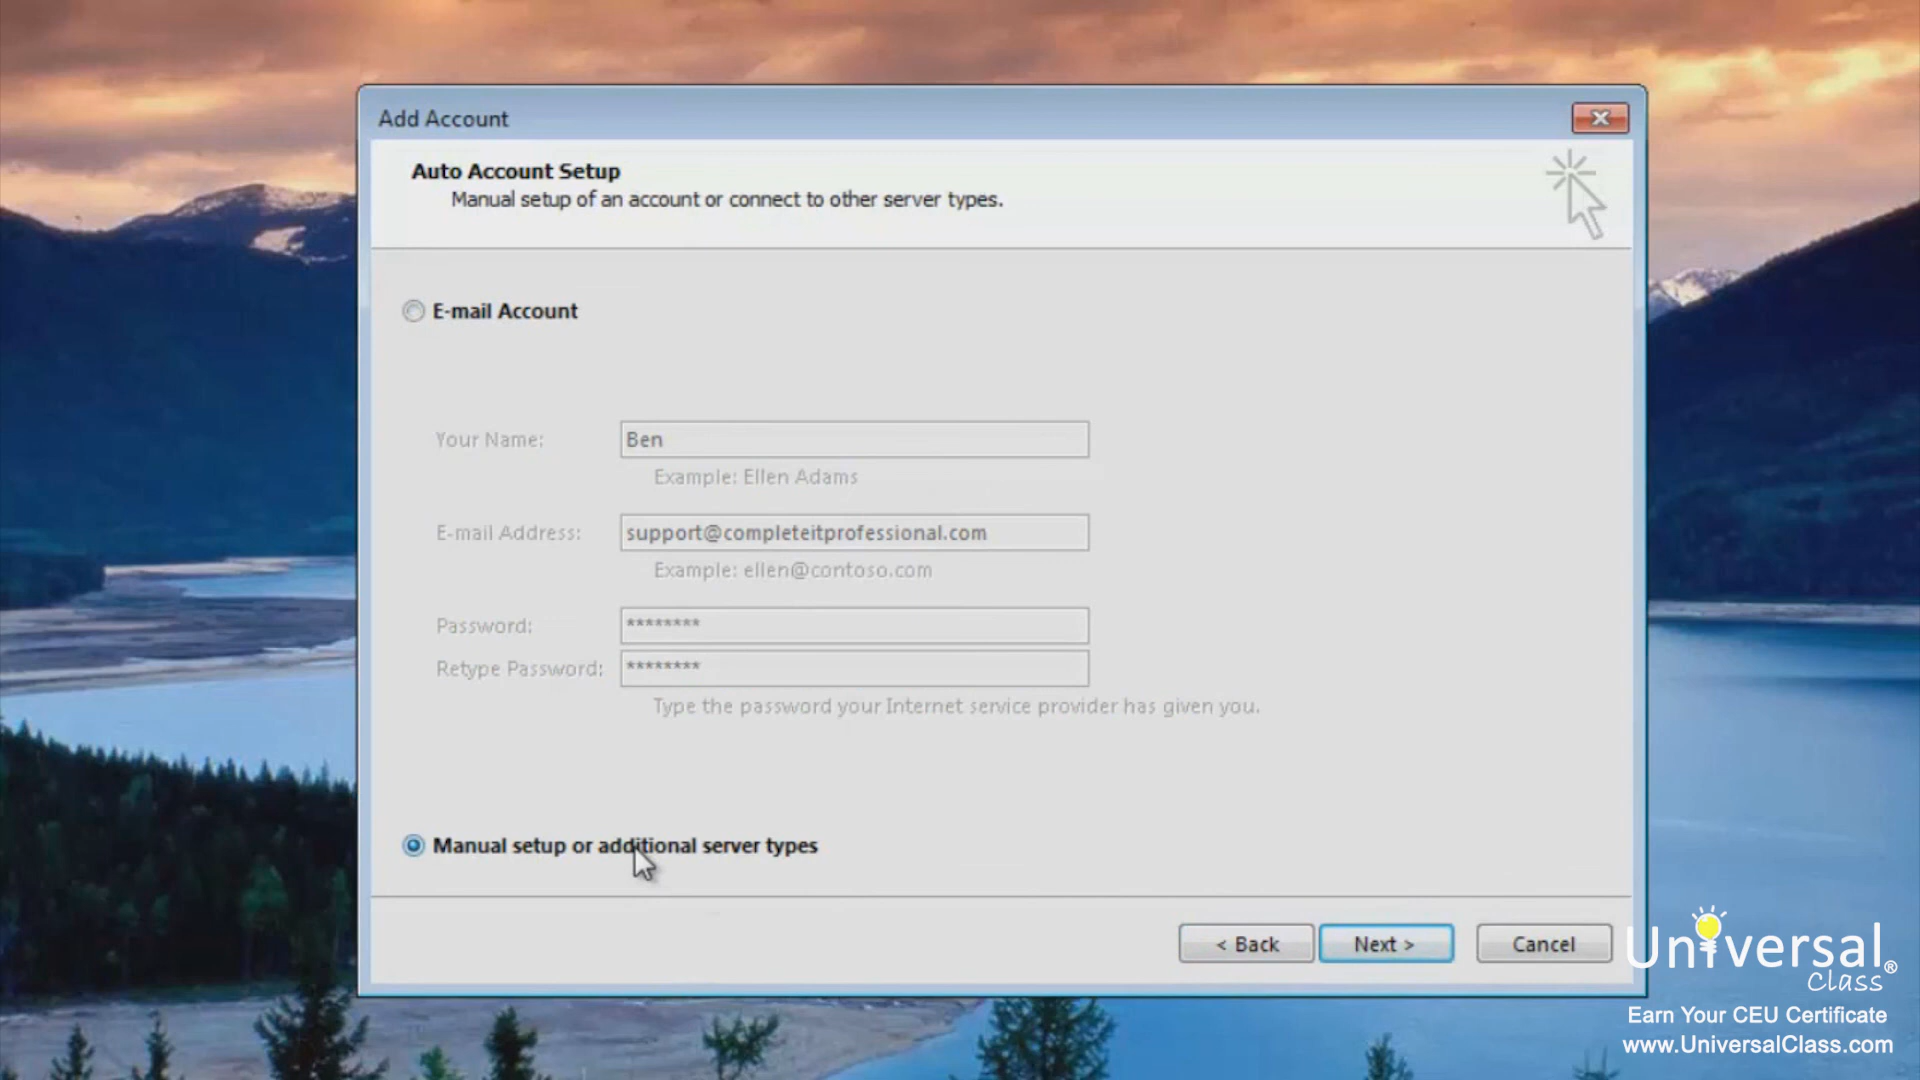 Add Account
Auto Account Setup
Manual setup of an account or connect to other server types.
E-mail Account
Your Name: Ben
Example: Ellen Adams
E-mail Address: support@completeitprofessional.com
Example: ellen@contoso.com
Password: ********
Retype Password: ********
Type the password your Internet service provider has given you.
Manual setup or additional server types
< Back Next > Cancel
Universal
Class®
Earn Your CEU Certificate
www.UniversalClass.com